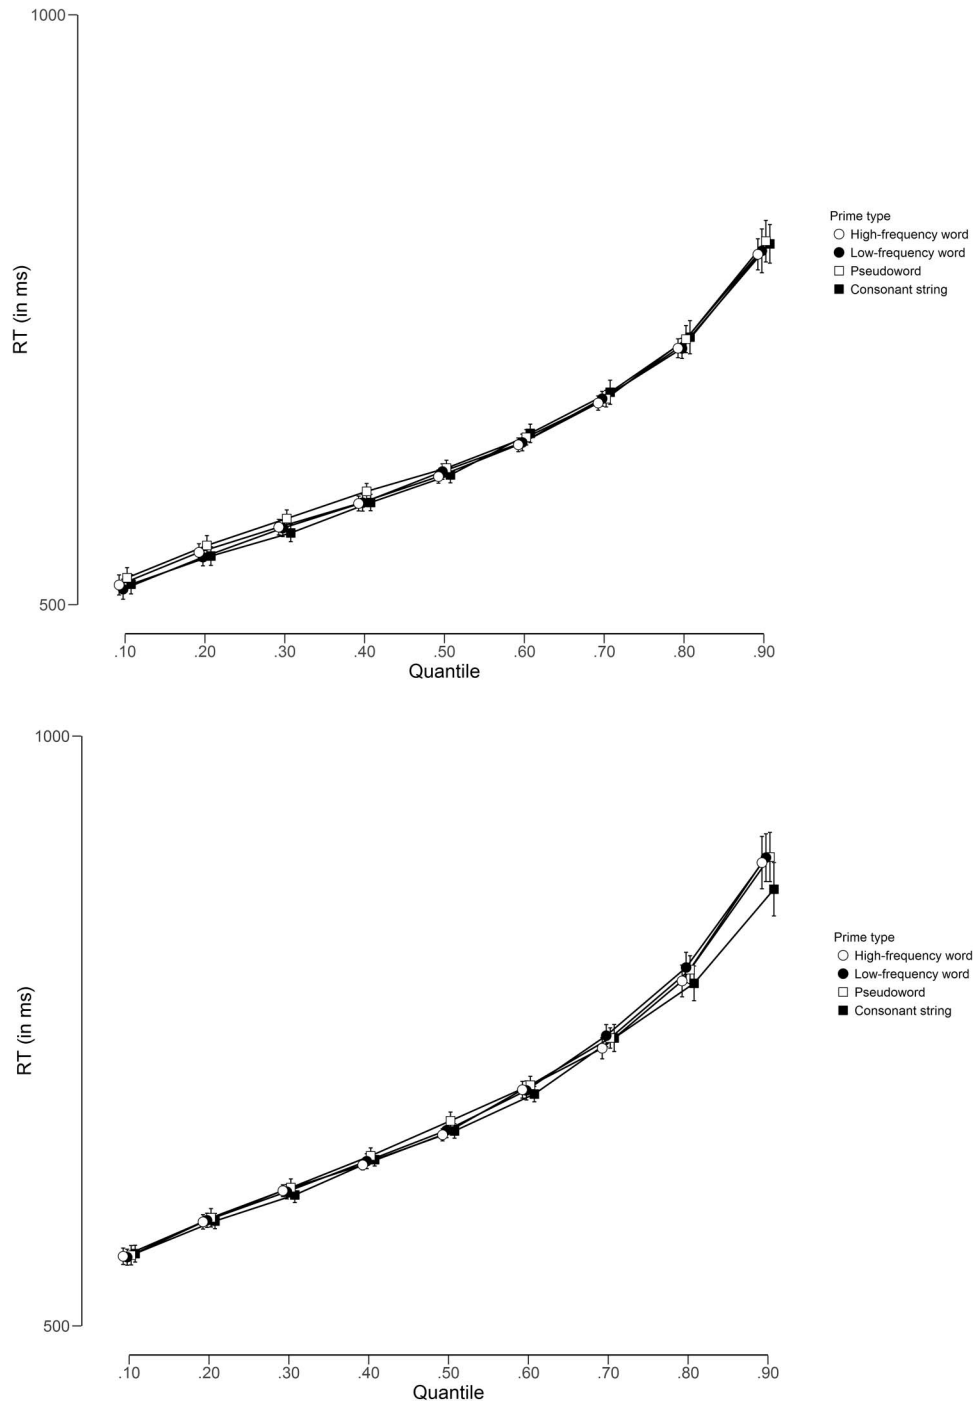 1000
RT (in ms)
500
.10 .20 .30 .40 .50 .60 .70 .80 .90
Quantile
Prime type
High-frequency word
Low-frequency word
Pseudoword
Consonant string
1000
RT (in ms)
500
.10 .20 .30 .40 .50 .60 .70 .80 .90
Quantile
Prime type
High-frequency word
Low-frequency word
Pseudoword
Consonant string